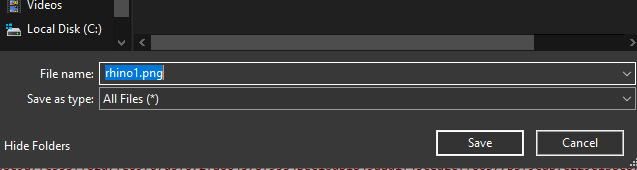 Videos
Local Disk (C:)
File name: rhino1.png
Save as type: All Files (*)
Hide Folders
Save
Cancel